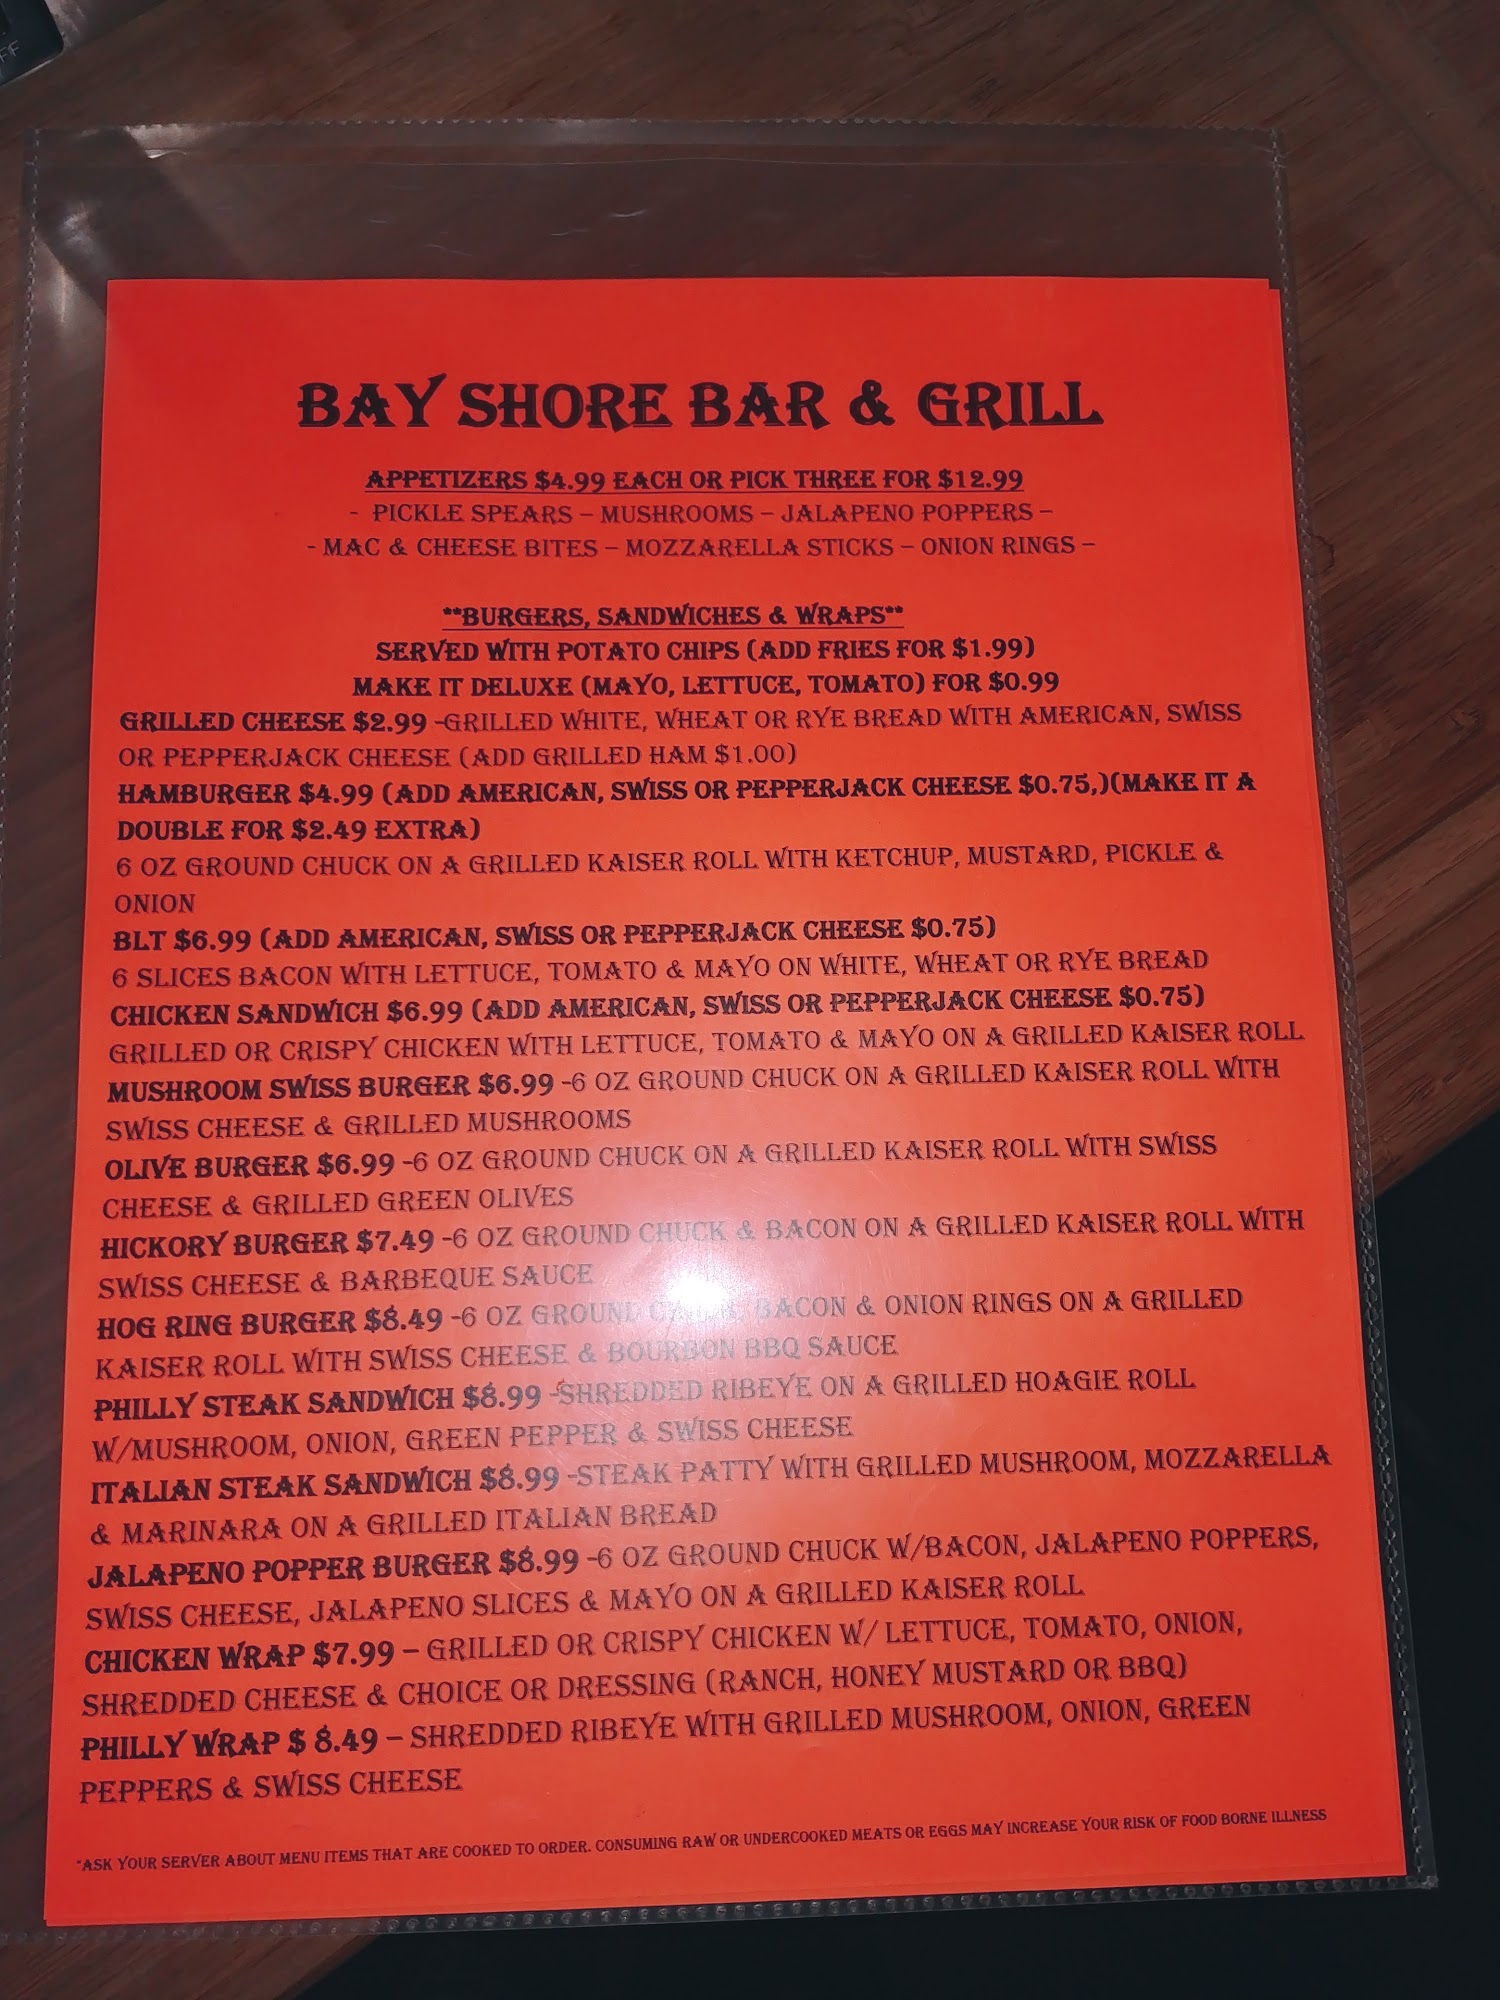 FF
BAY SHORE BAR & GRILL
APPETIZERS $4.99 EACH OR PICK THREE FOR $12.99
- PICKLE SPEARS – MUSHROOMS – JALAPENO POPPERS –
- MAC & CHEESE BITES – MOZZARELLA STICKS – ONION RINGS –
**BURGERS, SANDWICHES & WRAPS**
SERVED WITH POTATO CHIPS (ADD FRIES FOR $1.99)
MAKE IT DELUXE (MAYO, LETTUCE, TOMATO) FOR $0.99
GRILLED CHEESE $2.99 -GRILLED WHITE, WHEAT OR RYE BREAD WITH AMERICAN, SWISS
OR PEPPERJACK CHEESE (ADD GRILLED HAM $1.00)
HAMBURGER $4.99 (ADD AMERICAN, SWISS OR PEPPERJACK CHEESE $0.75,)(MAKE IT A
DOUBLE FOR $2.49 EXTRA)
6 OZ GROUND CHUCK ON A GRILLED KAISER ROLL WITH KETCHUP, MUSTARD, PICKLE &
ONION
BLT $6.99 (ADD AMERICAN, SWISS OR PEPPERJACK CHEESE $0.75)
6 SLICES BACON WITH LETTUCE, TOMATO & MAYO ON WHITE, WHEAT OR RYE BREAD
CHICKEN SANDWICH $6.99 (ADD AMERICAN, SWISS OR PEPPERJACK CHEESE $0.75)
GRILLED OR CRISPY CHICKEN WITH LETTUCE, TOMATO & MAYO ON A GRILLED KAISER ROLL
MUSHROOM SWISS BURGER $6.99 -6 OZ GROUND CHUCK ON A GRILLED KAISER ROLL WITH
SWISS CHEESE & GRILLED MUSHROOMS
OLIVE BURGER $6.99 -6 OZ GROUND CHUCK ON A GRILLED KAISER ROLL WITH SWISS
CHEESE & GRILLED GREEN OLIVES
HICKORY BURGER $7.49 -6 OZ GROUND CHUCK & BACON ON A GRILLED KAISER ROLL WITH
SWISS CHEESE & BARBEQUE SAUCE
HOG RING BURGER $8.49 -6 OZ GROUND BACON & ONION RINGS ON A GRILLED
KAISER ROLL WITH SWISS CHEESE & BOURBON BBQ SAUCE
PHILLY STEAK SANDWICH $8.99 -SHREDDED RIBEYE ON A GRILLED HOAGIE ROLL
W/MUSHROOM, ONION, GREEN PEPPER & SWISS CHEESE
ITALIAN STEAK SANDWICH $8.99 -STEAK PATTY WITH GRILLED MUSHROOM, MOZZARELLA
& MARINARA ON A GRILLED ITALIAN BREAD
JALAPENO POPPER BURGER $8.99 -6 OZ GROUND CHUCK W/BACON, JALAPENO POPPERS,
SWISS CHEESE, JALAPENO SLICES & MAYO ON A GRILLED KAISER ROLL
CHICKEN WRAP $7.99 – GRILLED OR CRISPY CHICKEN W/ LETTUCE, TOMATO, ONION,
SHREDDED CHEESE & CHOICE OR DRESSING (RANCH, HONEY MUSTARD OR BBQ)
PHILLY WRAP $ 8.49 – SHREDDED RIBEYE WITH GRILLED MUSHROOM, ONION, GREEN
PEPPERS & SWISS CHEESE
*ASK YOUR SERVER ABOUT MENU ITEMS THAT ARE COOKED TO ORDER. CONSUMING RAW OR UNDERCOOKED MEATS OR EGGS MAY INCREASE YOUR RISK OF FOOD BORNE ILLNESS